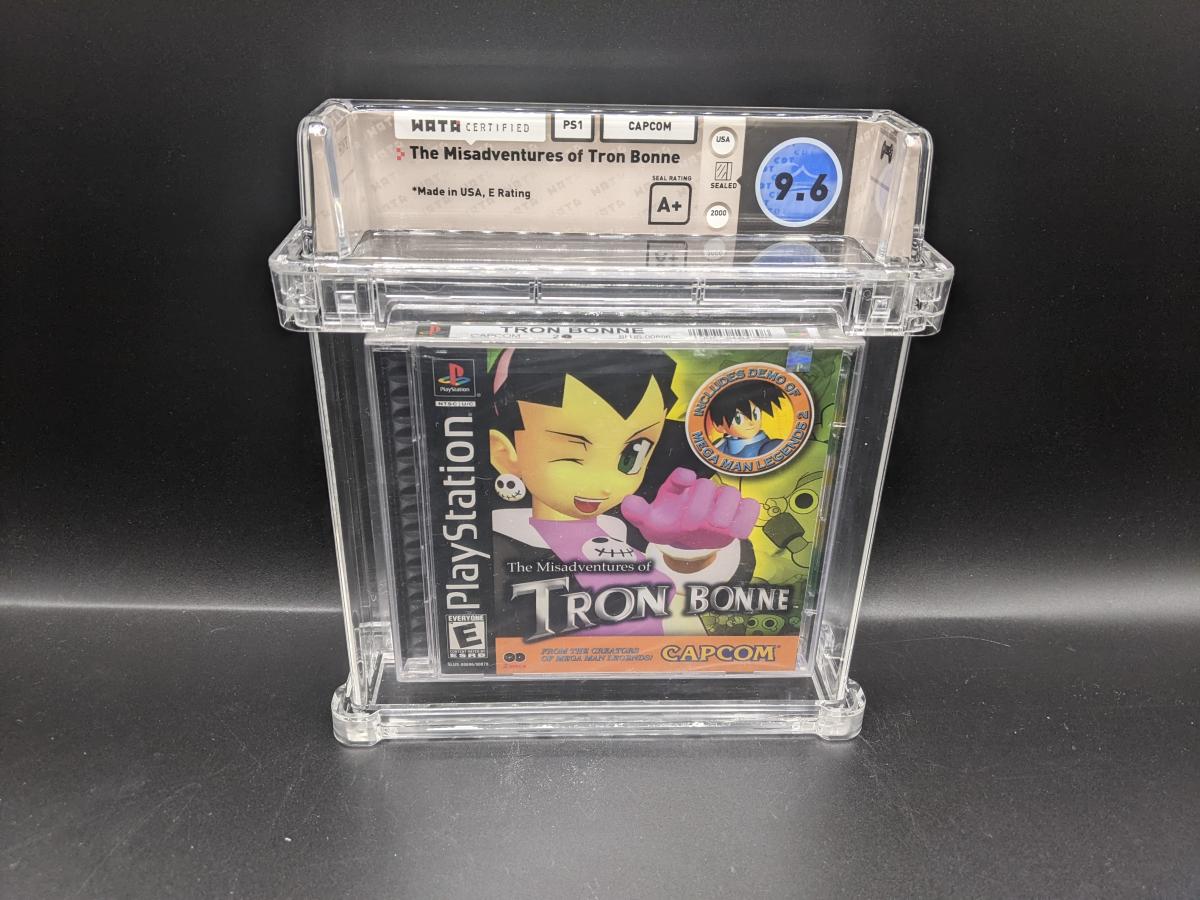 WATA CERTIFIED
PS1
CAPCOM
USA
The Misadventures of Tron Bonne
*Made in USA, E Rating
SEAL RATING
A+
SEALED
2000
9.6
TRON BONNE
CAPCOM
PlayStation
NTSC U/C
PlayStation
INCLUDES DEMO OF
MEGA MAN LEGENDS 2
The Misadventures of
TRON BONNE
EVERYONE
E
ESRB
FROM THE CREATORS
OF MEGA MAN LEGENDS!
CAPCOM